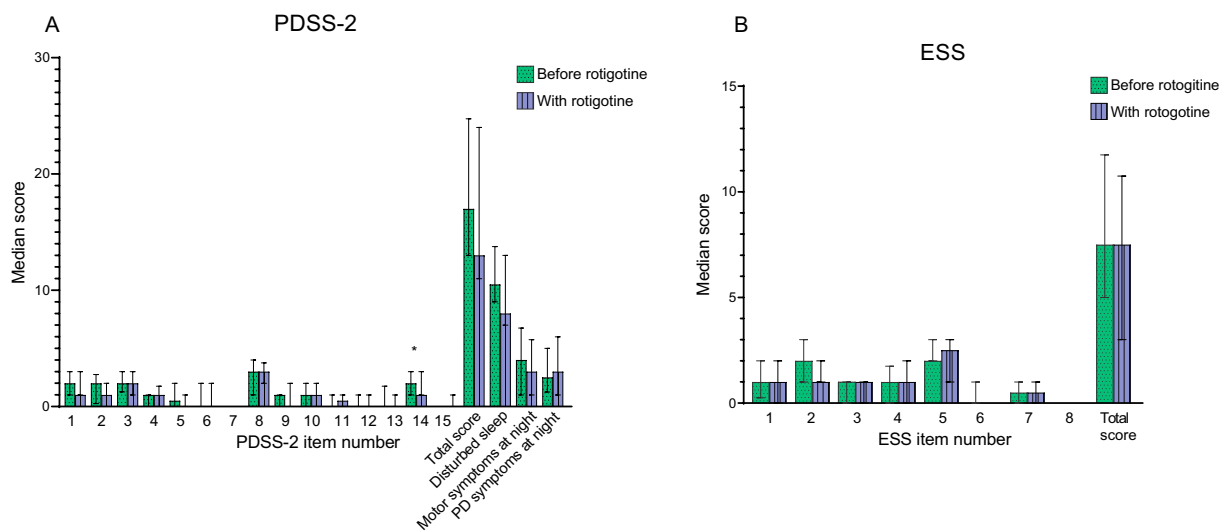 A
PDSS-2
30
20
10
0
Median score
Before rotigotine
With rotigotine
*
1 2 3 4 5 6 7 8 9 10 11 12 13 14 15
Total score
Disturbed sleep
Motor symptoms at night
PD symptoms at night
PDSS-2 item number
B
ESS
15
10
5
0
Median score
Before rotogitine
With rotogotine
1 2 3 4 5 6 7 8 Total
score
ESS item number